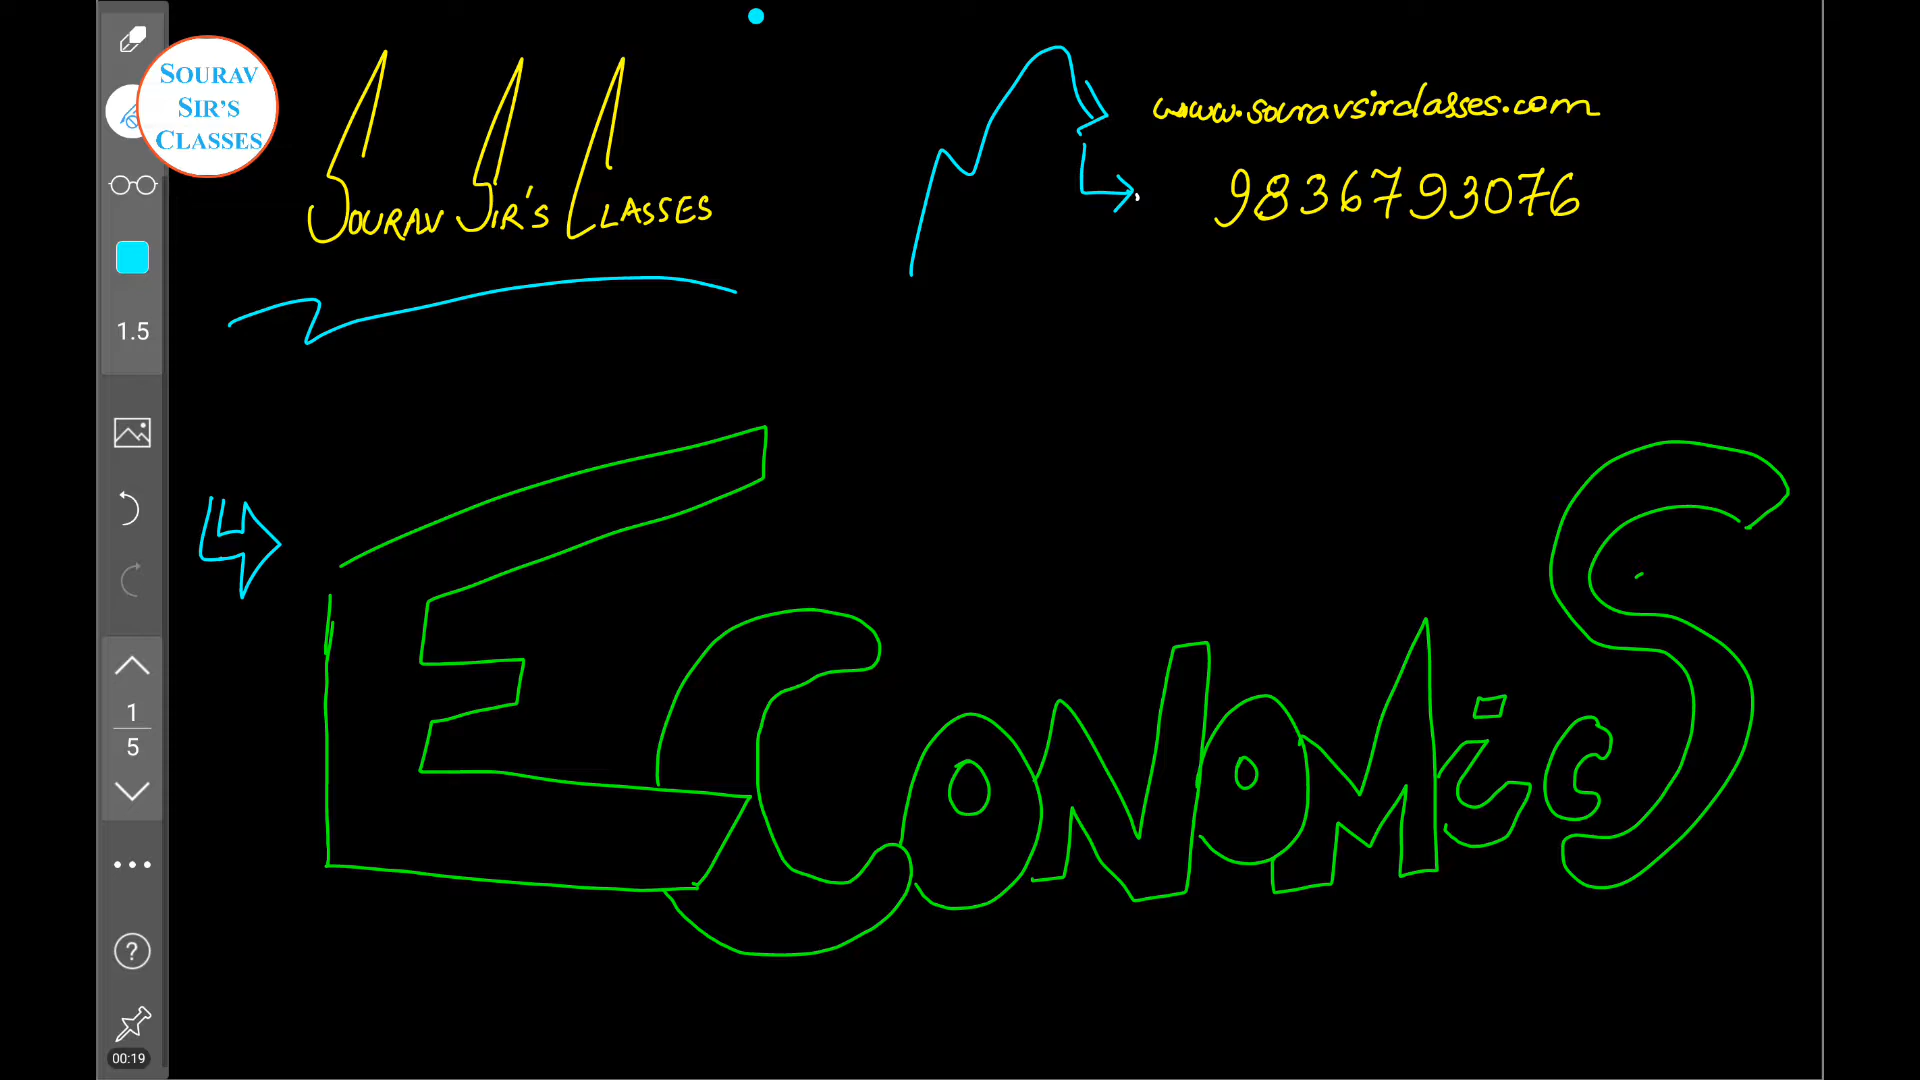 SOURAV
SIR'S
CLASSES
SOURAV SIR'S CLASSES
www.souravsirclasses.com
9836793076
1.5
ECONOMiCS
1
5
?
00:19